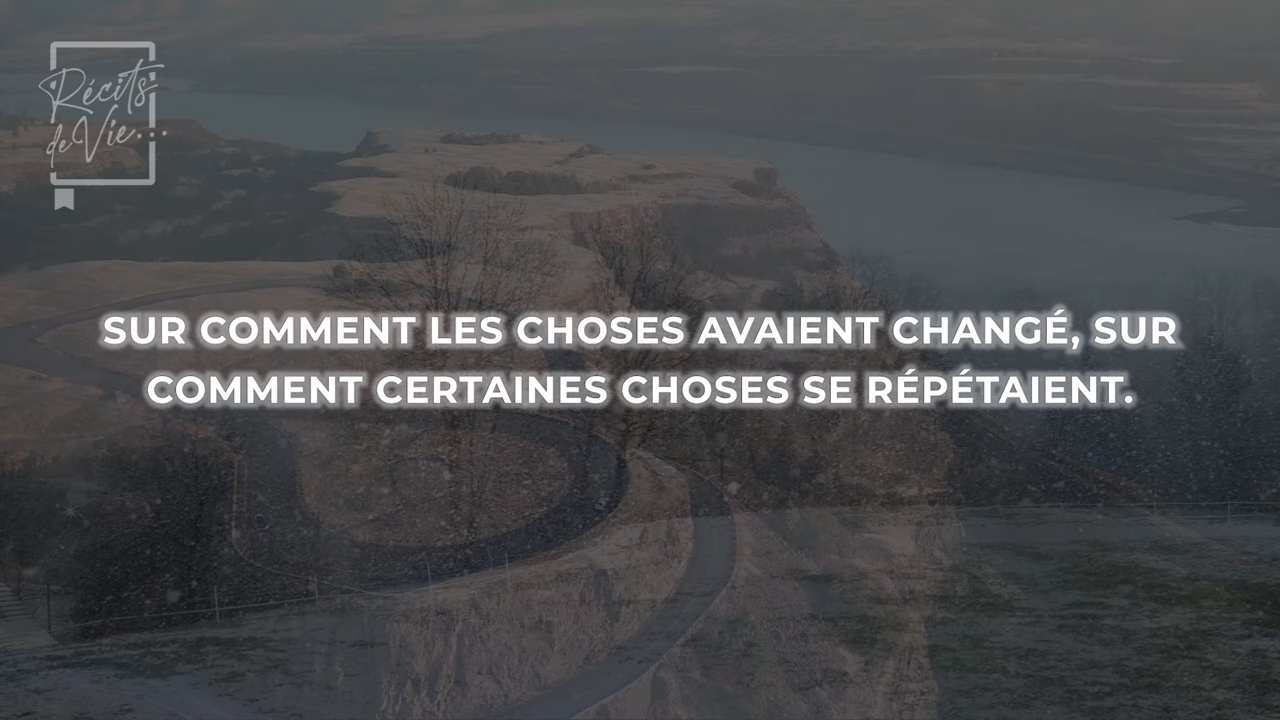 Récits
de Vie...
SUR COMMENT LES CHOSES AVAIENT CHANGÉ, SUR
COMMENT CERTAINES CHOSES SE RÉPÉTAIENT.